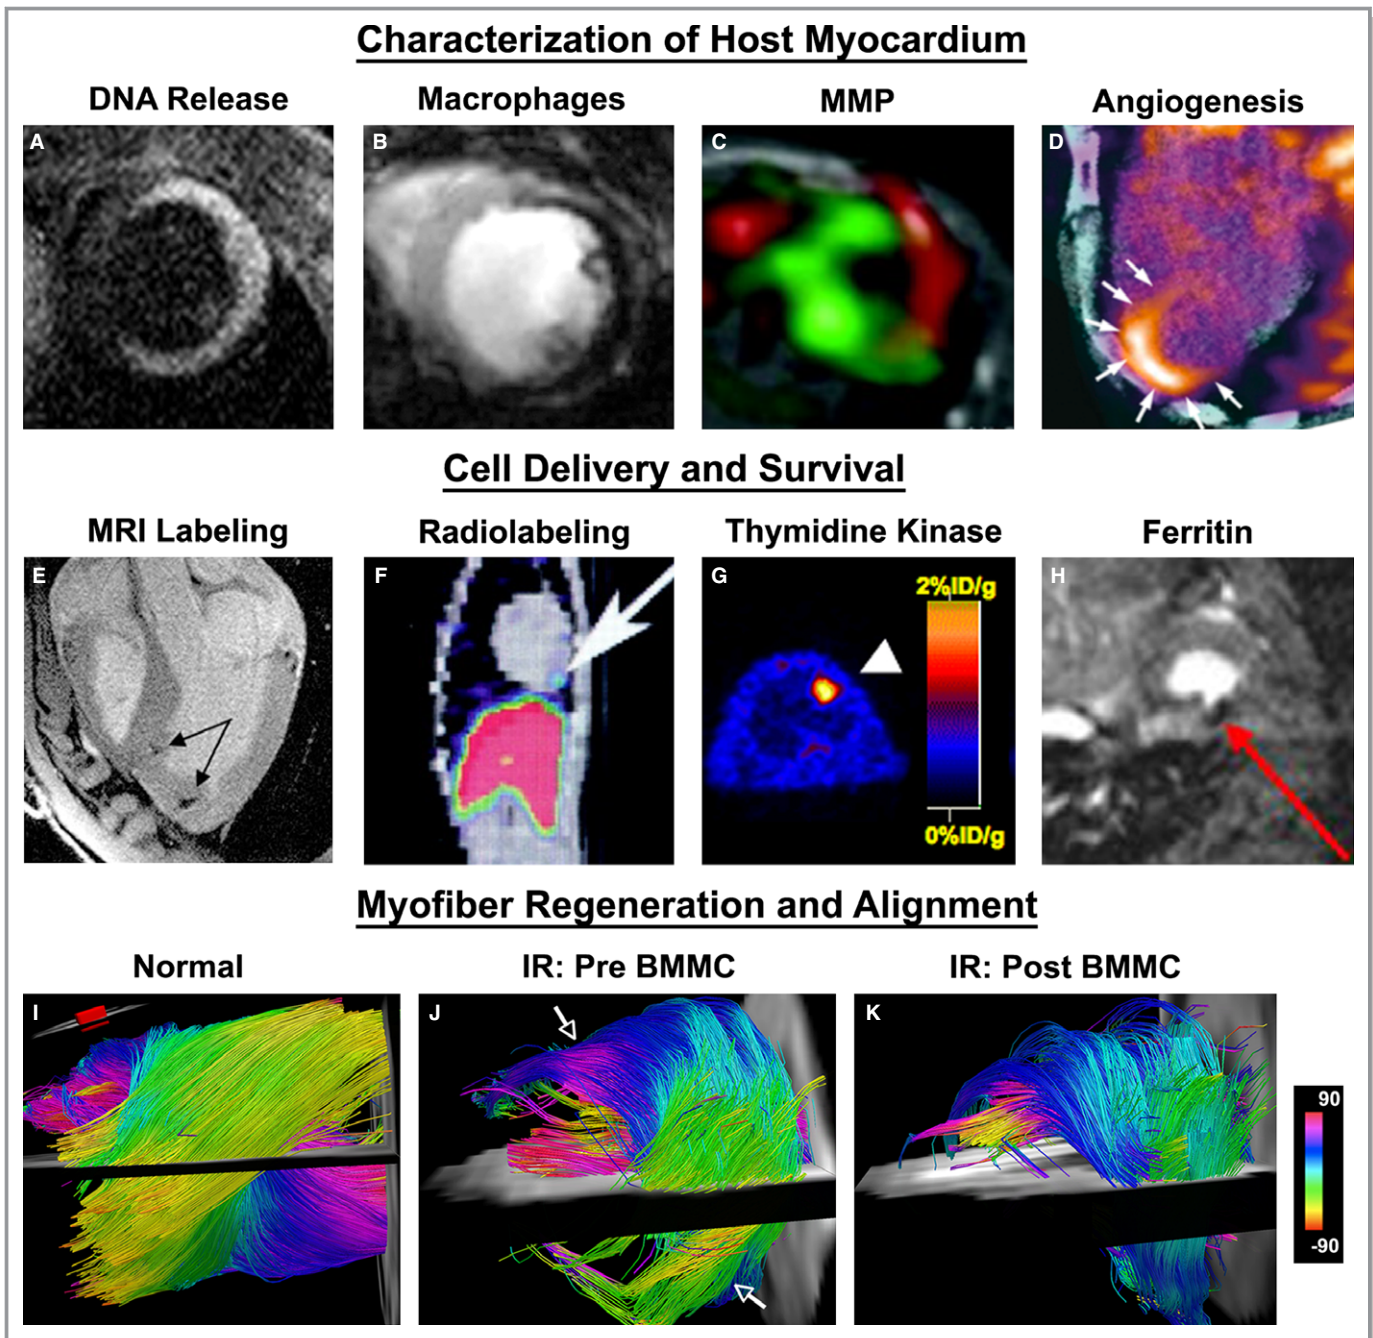 Characterization of Host Myocardium
DNA Release
Macrophages
MMP
Angiogenesis
A
B
C
D
Cell Delivery and Survival
MRI Labeling
Radiolabeling
Thymidine Kinase
Ferritin
E
F
G
H
2%ID/g
0%ID/g
Myofiber Regeneration and Alignment
Normal
IR: Pre BMMC
IR: Post BMMC
I
J
K
90
-90